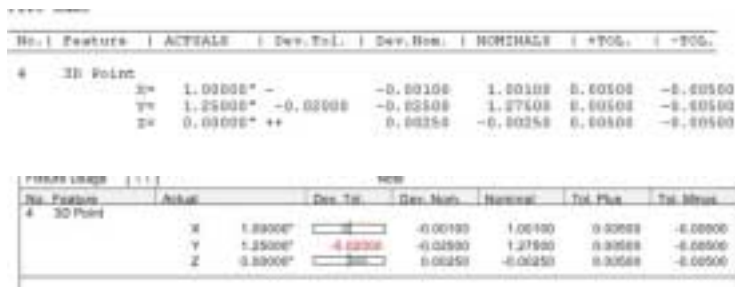 No.| Feature | ACTUALS | Dev.Tol. | Dev.Nom. | NOMINALS | +TOL. | -TOL.
4 3D Point
X= 1.00000" - -0.00100 1.00100 0.00500 -0.00500
Y= 1.25000" -0.02000 -0.02500 1.27500 0.00500 -0.00500
Z= 0.00000" ++ 0.00250 -0.00250 0.00500 -0.00500
No. Feature Actual Dev. Tol. Dev. Nom. Nominal Tol. Plus Tol. Minus
4 3D Point
X 1.00000" -0.00100 1.00100 0.00500 -0.00500
Y 1.25000" -0.02000 -0.02500 1.27500 0.00500 -0.00500
Z 0.00000" 0.00250 -0.00250 0.00500 -0.00500